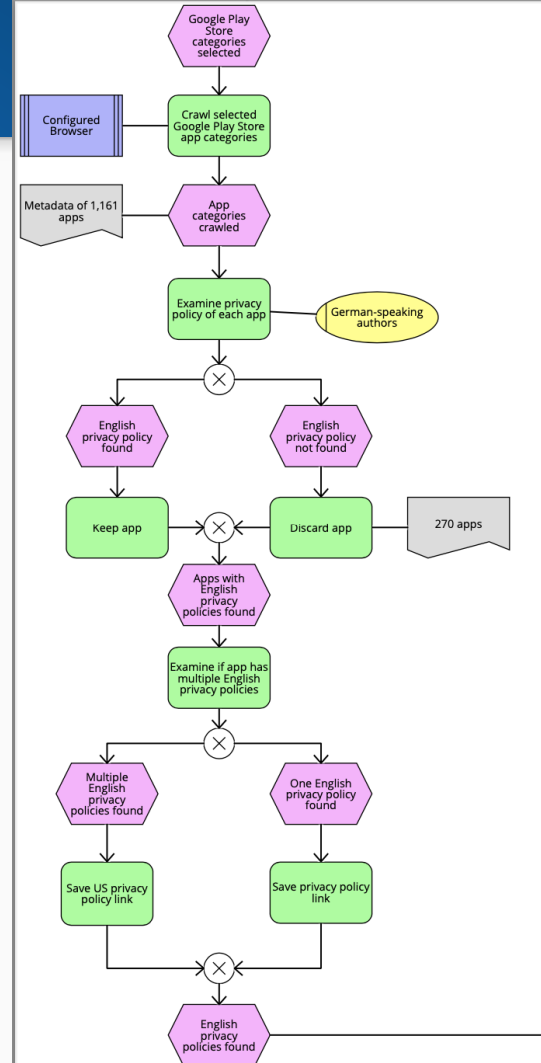 Google Play
Store
categories
selected
Configured
Browser
Crawl selected
Google Play Store
app categories
Metadata of 1,161
apps
App
categories
crawled
Examine privacy
policy of each app
German-speaking
authors
English
privacy policy
found
English
privacy policy
not found
Keep app
Discard app
270 apps
Apps with
English
privacy
policies found
Examine if app has
multiple English
privacy policies
Multiple
English
privacy
policies found
One English
privacy policy
found
Save US privacy
policy link
Save privacy policy
link
English
privacy
policies found